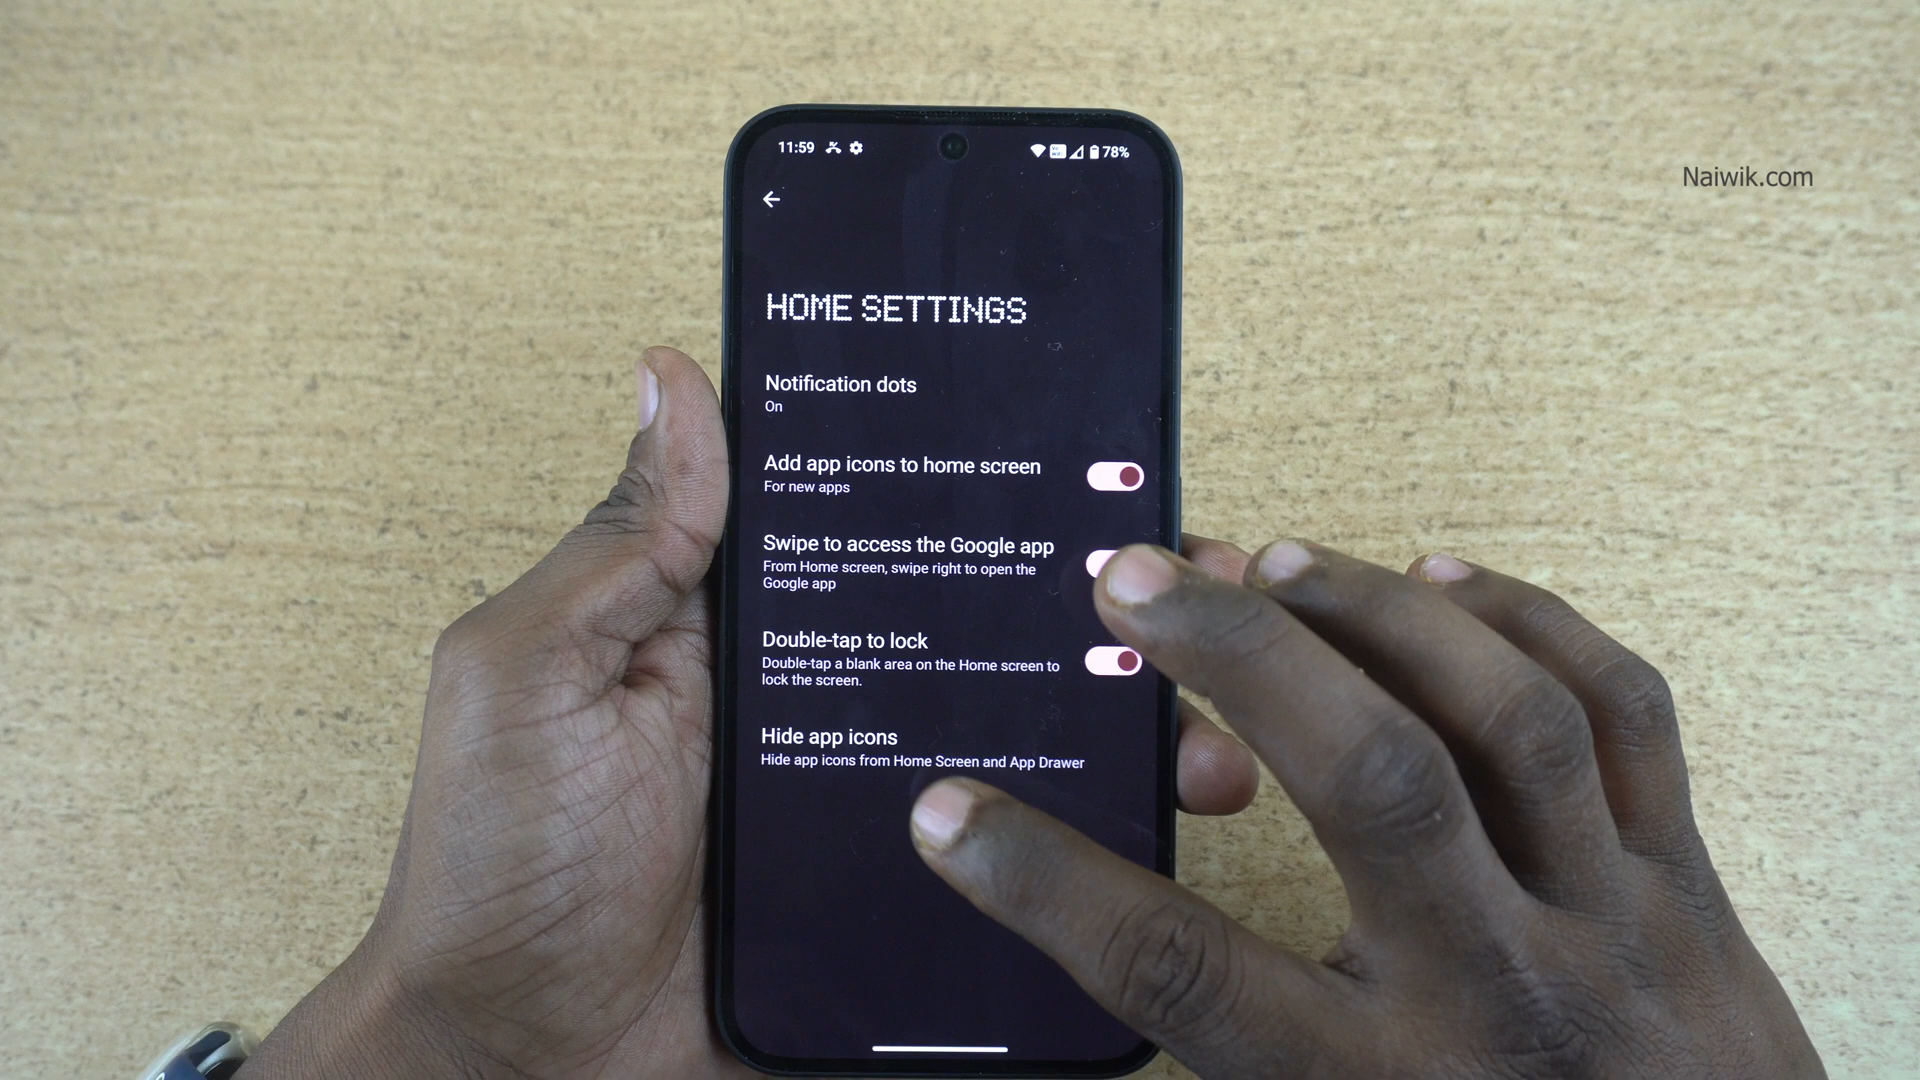 11:59
78%
Naiwik.com
HOME SETTINGS
Notification dots
On
Add app icons to home screen
For new apps
Swipe to access the Google app
From Home screen, swipe right to open the
Google app
Double-tap to lock
Double-tap a blank area on the Home screen to
lock the screen.
Hide app icons
Hide app icons from Home Screen and App Drawer